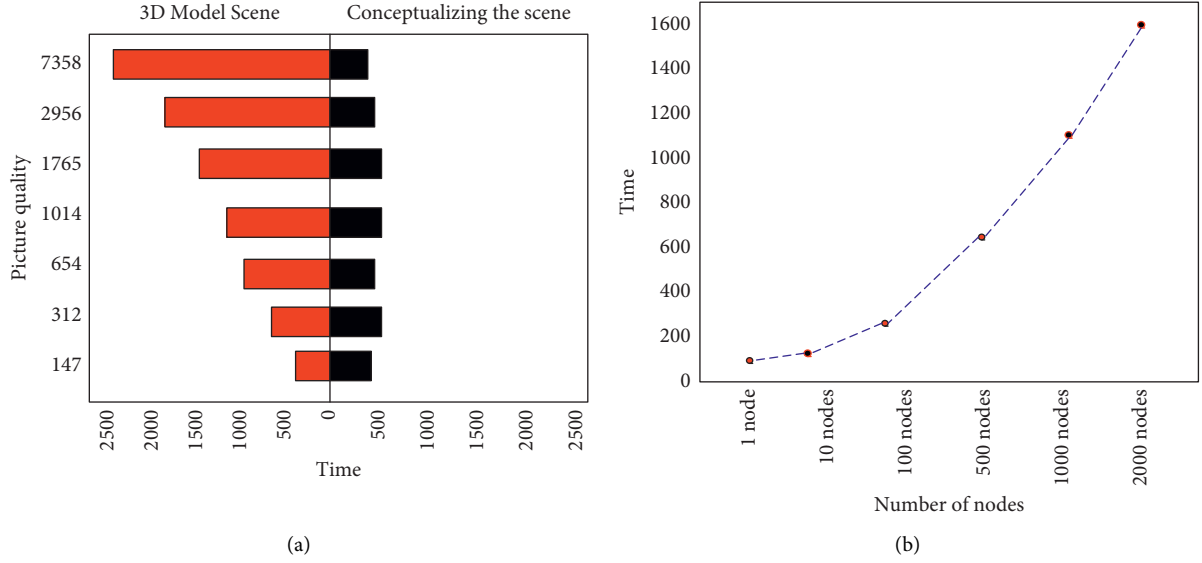 3D Model Scene
Conceptualizing the scene
Picture quality
7358
2956
1765
1014
654
312
147
2500
2000
1500
1000
500
0
500
1000
1500
2000
2500
Time
(a)
Time
1600
1400
1200
1000
800
600
400
200
0
1 node
10 nodes
100 nodes
500 nodes
1000 nodes
2000 nodes
Number of nodes
(b)